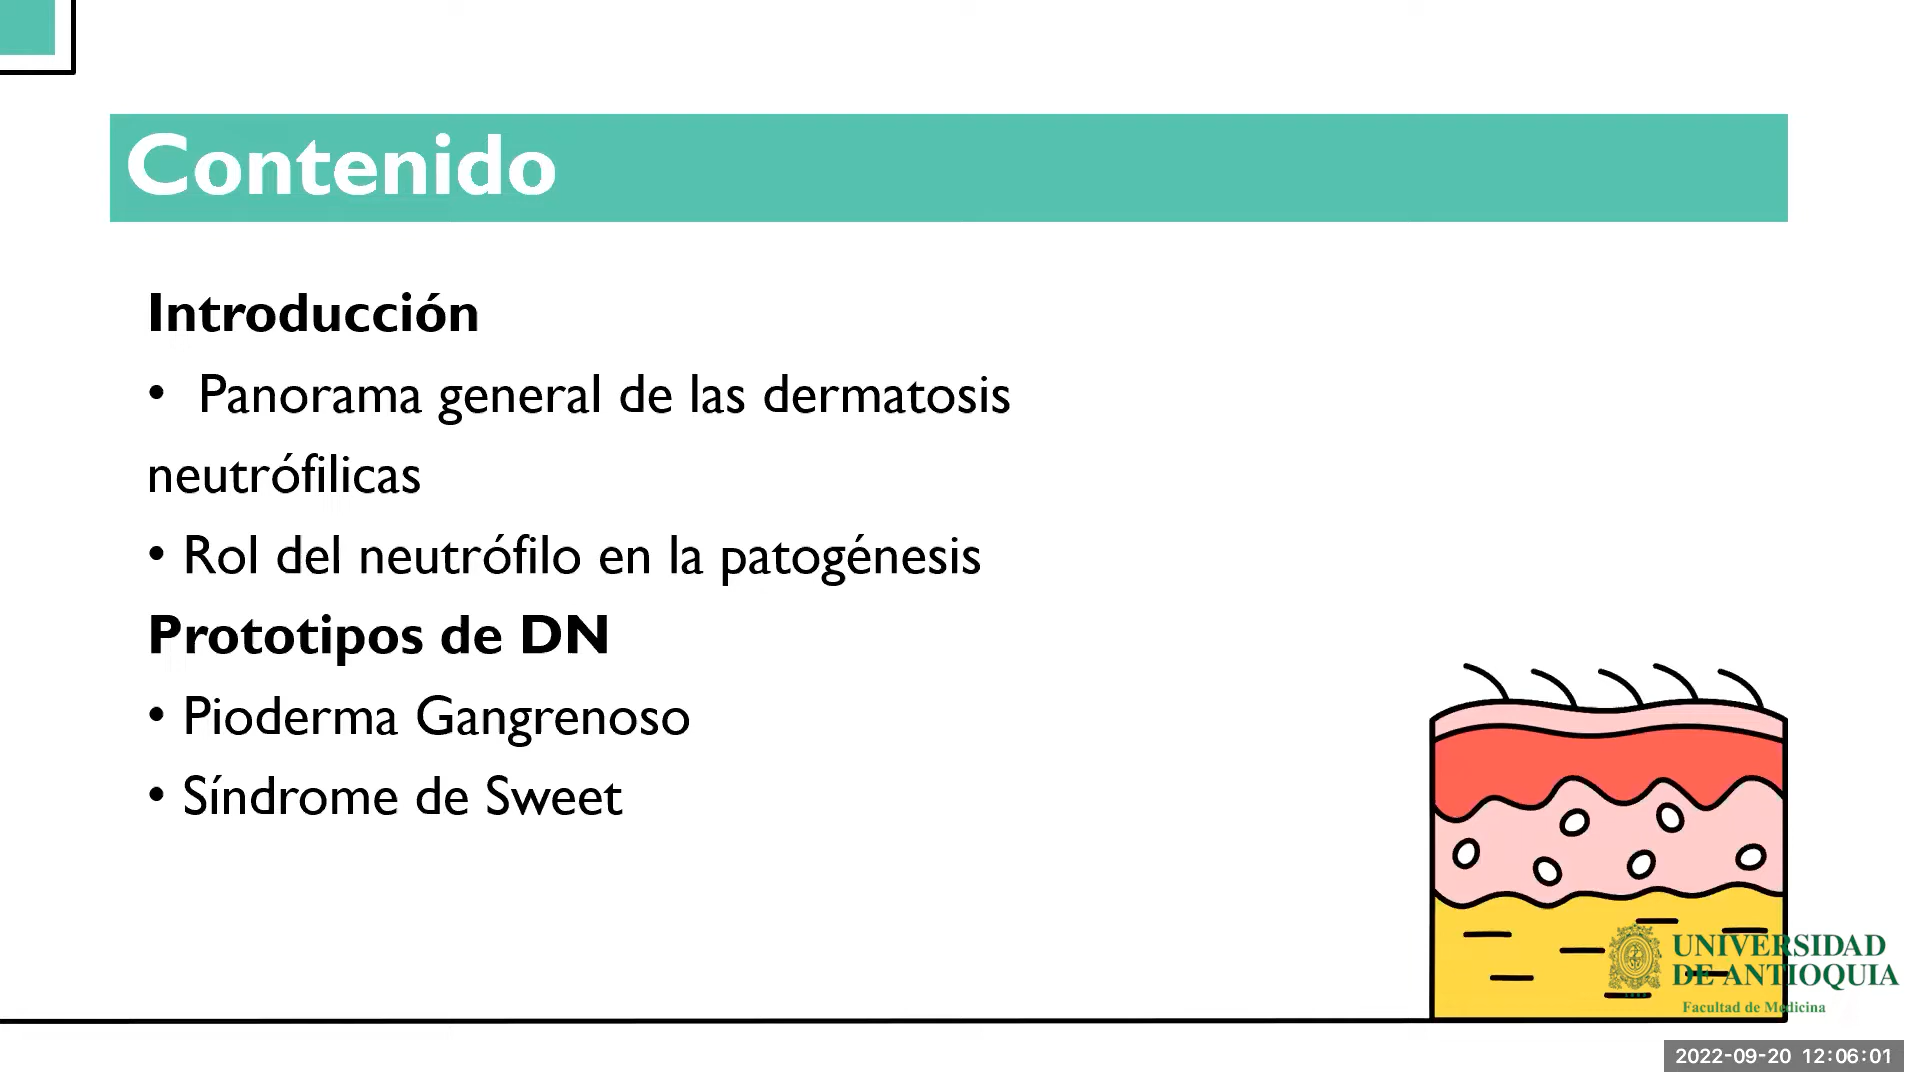 Contenido
Introducción
• Panorama general de las dermatosis
neutrófilicas
• Rol del neutrófilo en la patogénesis
Prototipos de DN
• Pioderma Gangrenoso
• Síndrome de Sweet
UNIVERSIDAD
DE ANTIOQUIA
Facultad de Medicina
2022-09-20 12:06:01